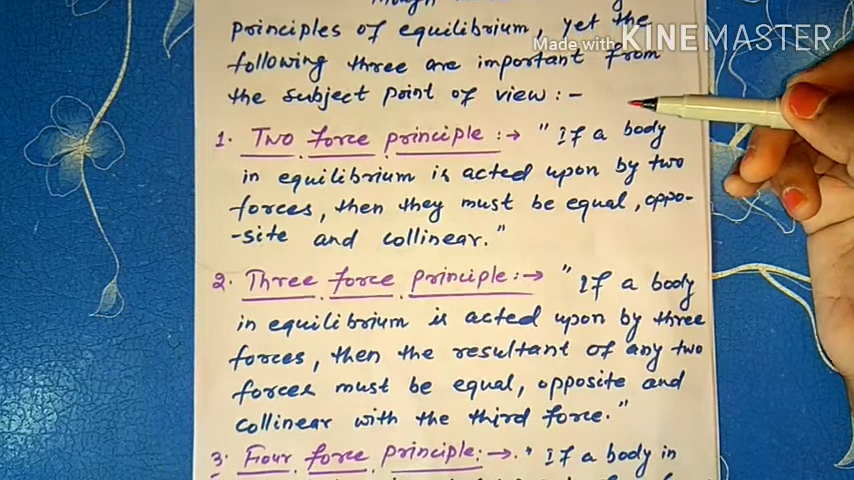 principles of equilibrium, yet the
Made with KINEMASTER
following three are important from
the subject point of view :-
1. Two force principle :→ "If a body
in equilibrium is acted upon by two
forces, then they must be equal, oppo-
-site and collinear."
2. Three force principle :→ "If a body
in equilibrium is acted upon by three
forces, then the resultant of any two
forces must be equal, opposite and
collinear with the third force."
3. Four force principle :→ "If a body in